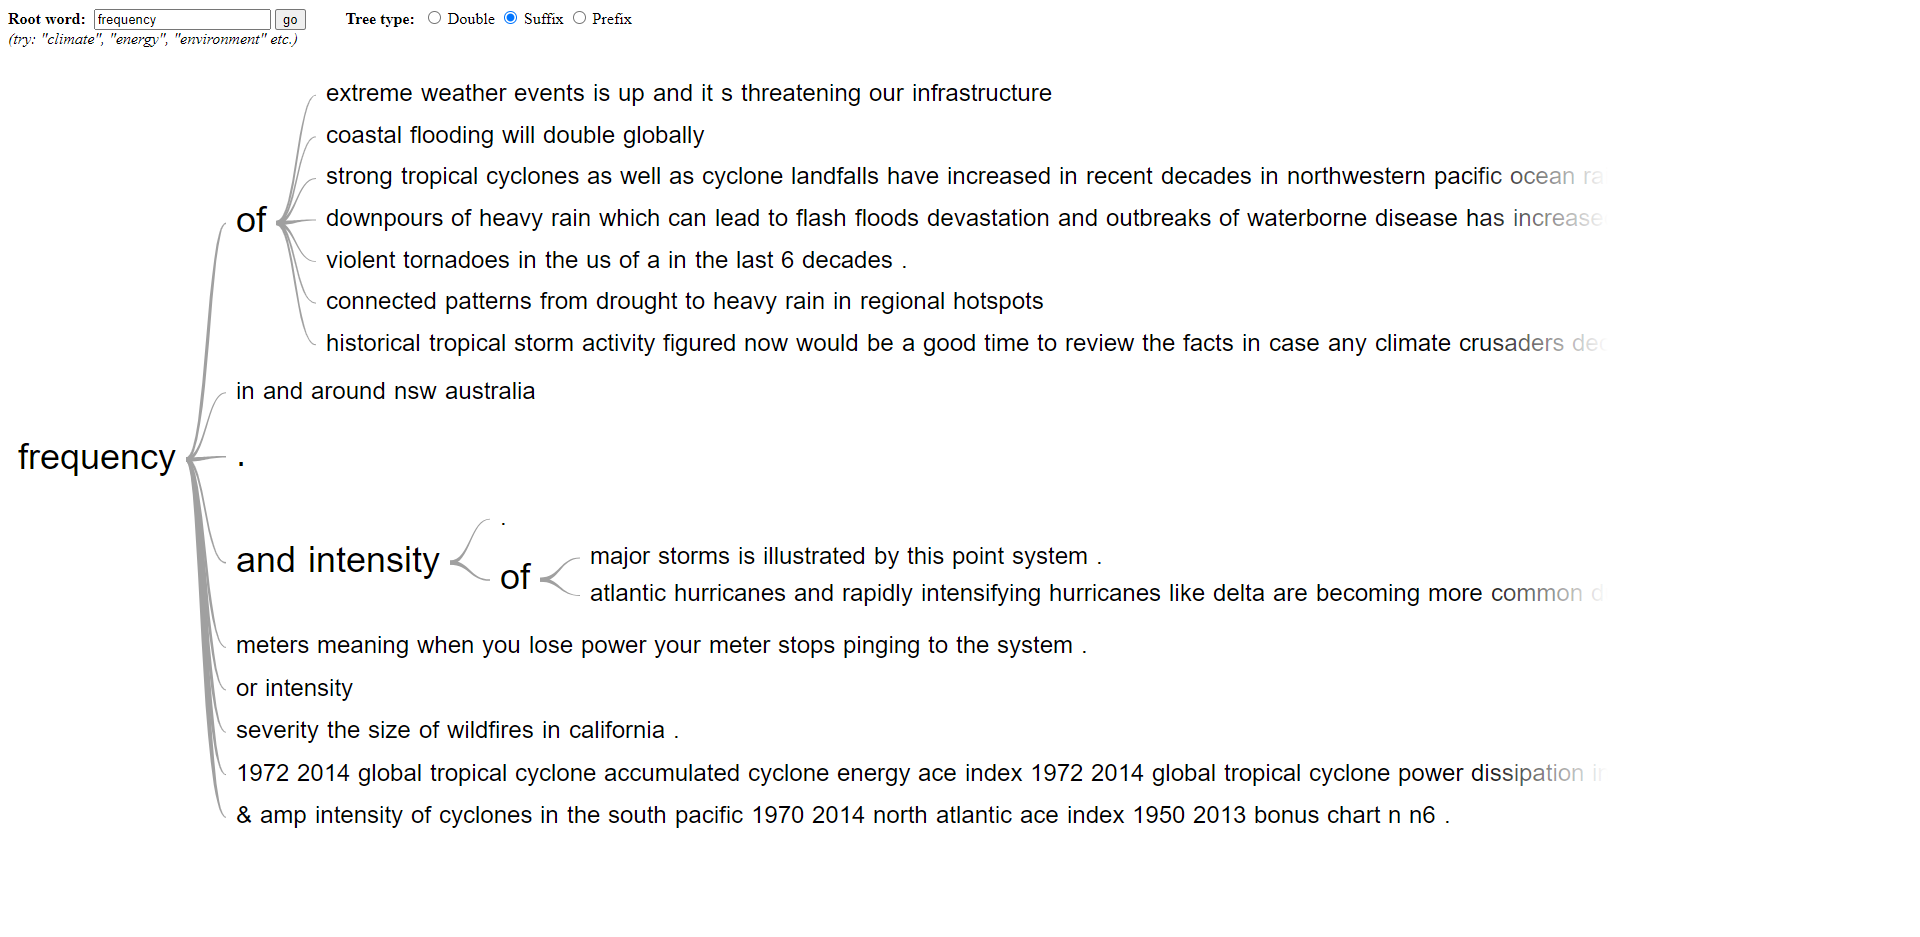 Root word: frequency go Tree type: Double Suffix Prefix
(try: "climate", "energy", "environment" etc.)
extreme weather events is up and it s threatening our infrastructure
coastal flooding will double globally
strong tropical cyclones as well as cyclone landfalls have increased in recent decades in northwestern pacific ocean ra
of
downpours of heavy rain which can lead to flash floods devastation and outbreaks of waterborne disease has increase
violent tornadoes in the us of a in the last 6 decades .
connected patterns from drought to heavy rain in regional hotspots
historical tropical storm activity figured now would be a good time to review the facts in case any climate crusaders dec
in and around nsw australia
frequency
.
and intensity
.
of
major storms is illustrated by this point system .
atlantic hurricanes and rapidly intensifying hurricanes like delta are becoming more common d
meters meaning when you lose power your meter stops pinging to the system .
or intensity
severity the size of wildfires in california .
1972 2014 global tropical cyclone accumulated cyclone energy ace index 1972 2014 global tropical cyclone power dissipation in
& amp intensity of cyclones in the south pacific 1970 2014 north atlantic ace index 1950 2013 bonus chart n n6 .